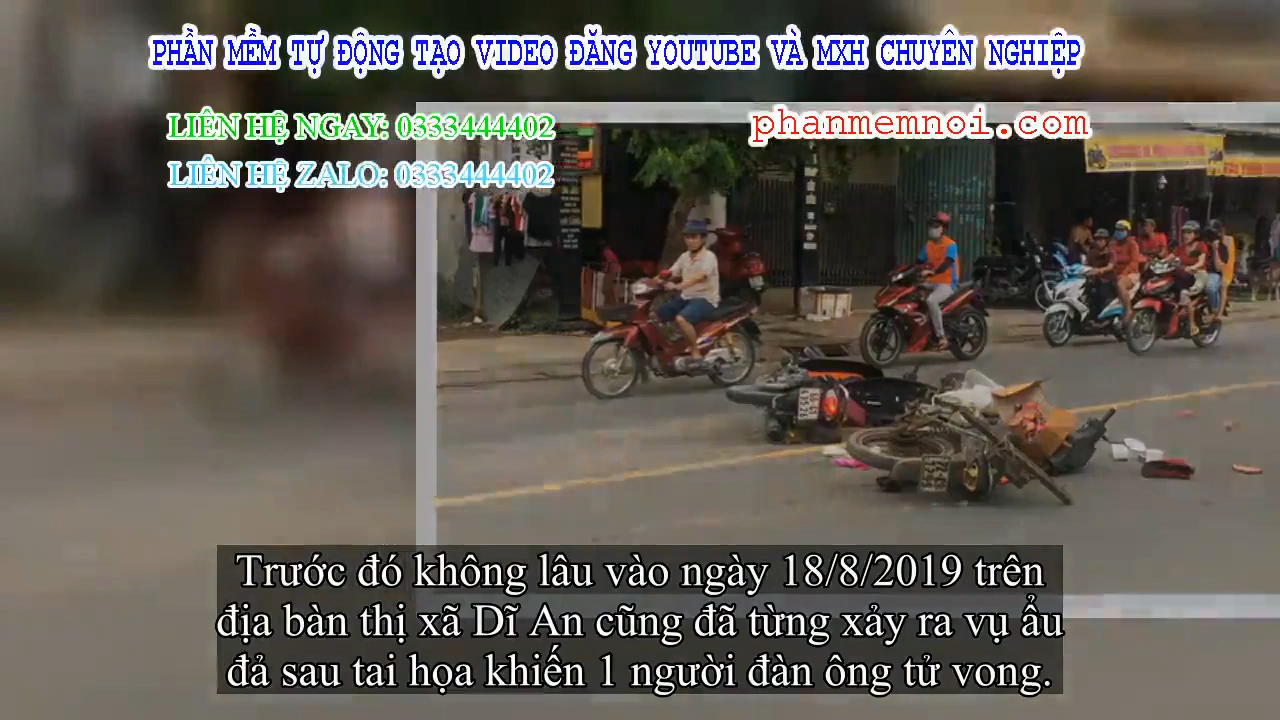 PHẦN MỀM TỰ ĐỘNG TẠO VIDEO ĐĂNG YOUTUBE VÀ MXH CHUYÊN NGHIỆP
LIÊN HỆ NGAY: 0333444402
phanmemnoi.com
LIÊN HỆ ZALO: 0333444402
Trước đó không lâu vào ngày 18/8/2019 trên
địa bàn thị xã Dĩ An cũng đã từng xảy ra vụ ẩu
đả sau tai họa khiến 1 người đàn ông tử vong.